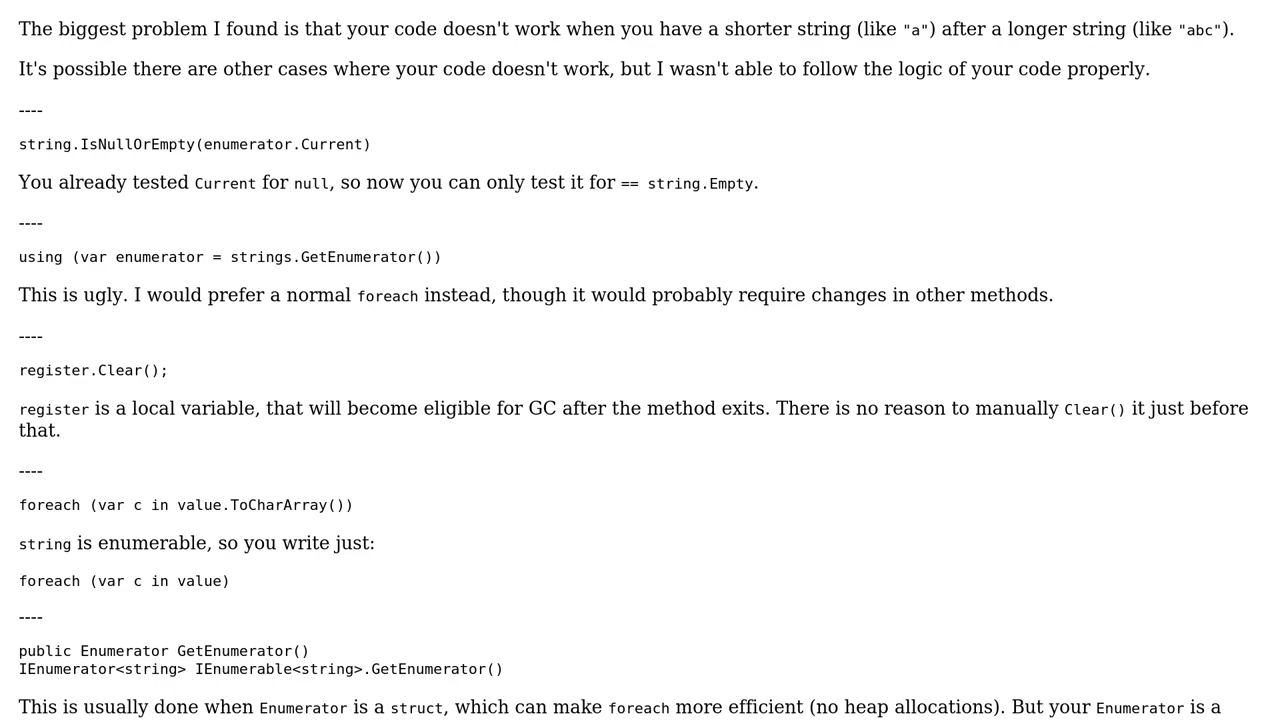 The biggest problem I found is that your code doesn't work when you have a shorter string (like "a") after a longer string (like "abc").
It's possible there are other cases where your code doesn't work, but I wasn't able to follow the logic of your code properly.
----
string.IsNullOrEmpty(enumerator.Current)
You already tested Current for null, so now you can only test it for == string.Empty.
----
using (var enumerator = strings.GetEnumerator())
This is ugly. I would prefer a normal foreach instead, though it would probably require changes in other methods.
----
register.Clear();
register is a local variable, that will become eligible for GC after the method exits. There is no reason to manually Clear() it just before
that.
----
foreach (var c in value.ToCharArray())
string is enumerable, so you write just:
foreach (var c in value)
----
public Enumerator GetEnumerator()
IEnumerator<string> IEnumerable<string>.GetEnumerator()
This is usually done when Enumerator is a struct, which can make foreach more efficient (no heap allocations). But your Enumerator is a